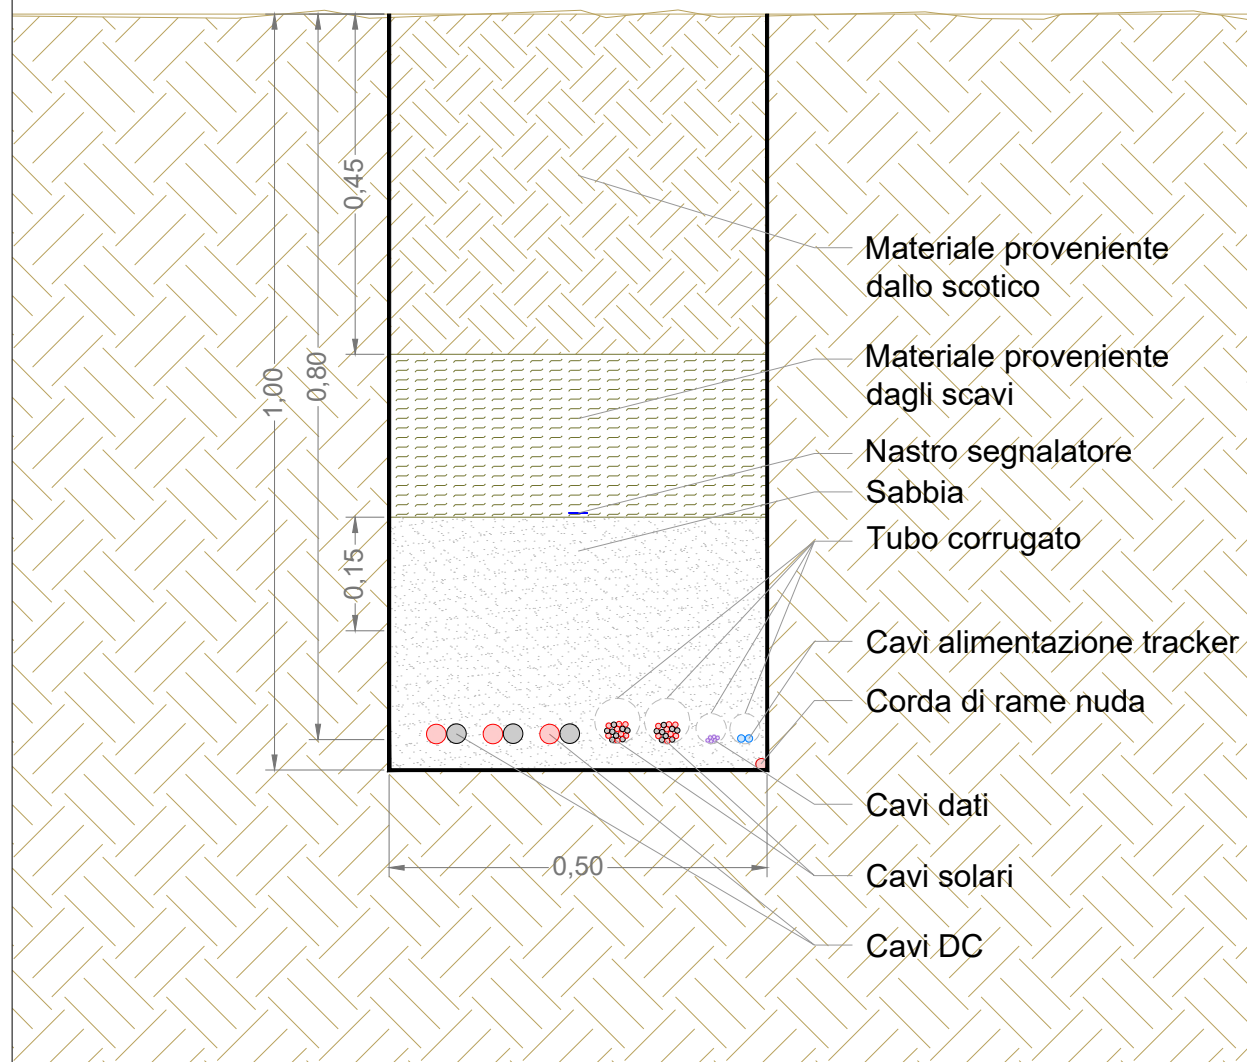 0,45
0,80
1,00
0,15
0,50
Materiale proveniente
dallo scotico
Materiale proveniente
dagli scavi
Nastro segnalatore
Sabbia
Tubo corrugato
Cavi alimentazione tracker
Corda di rame nuda
Cavi dati
Cavi solari
Cavi DC